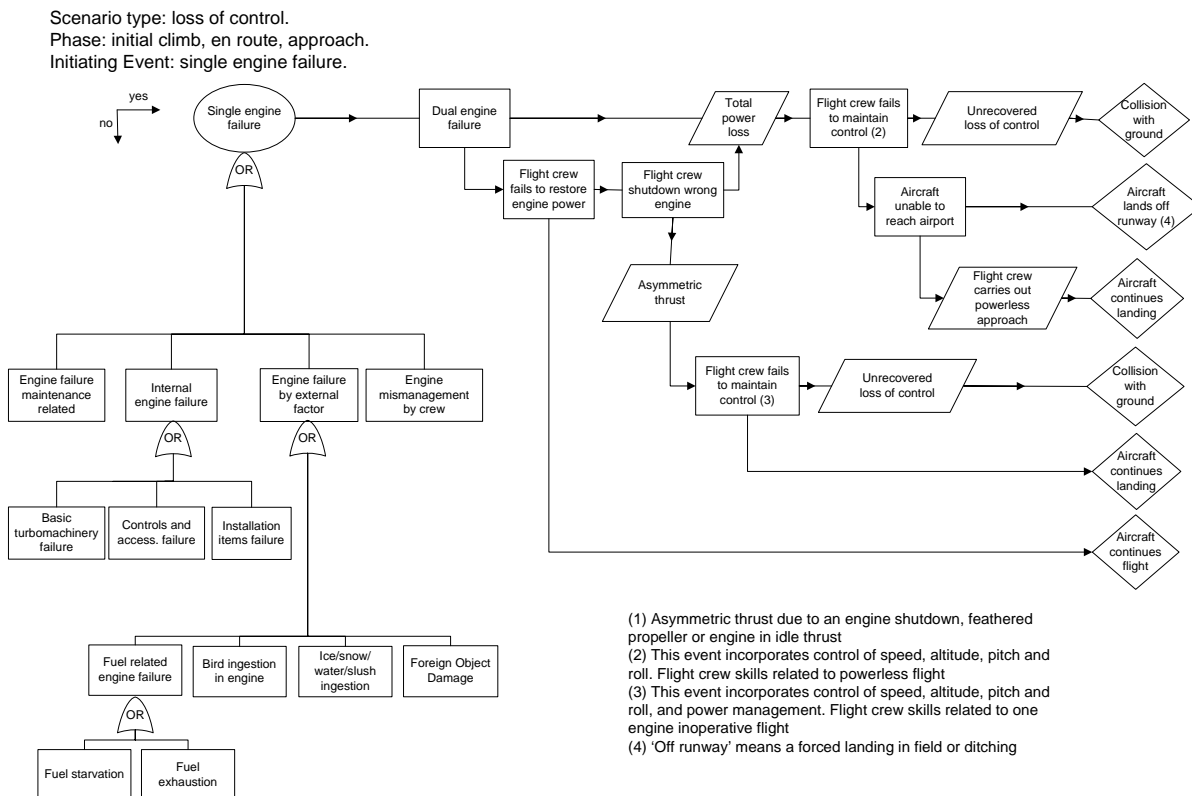 Scenario type: loss of control.
Phase: initial climb, en route, approach.
Initiating Event: single engine failure.
yes
no
Single engine
failure
Dual engine
failure
Total
power
loss
Flight crew fails
to maintain
control (2)
Unrecovered
loss of control
Collision
with
ground
OR
Flight crew
fails to restore
engine power
Flight crew
shutdown wrong
engine
Aircraft
unable to
reach airport
Aircraft
lands off
runway (4)
Asymmetric
thrust
Flight crew
carries out
powerless
approach
Aircraft
continues
landing
Engine failure
maintenance
related
Internal
engine failure
Engine failure
by external
factor
Engine
mismanagement
by crew
Flight crew fails
to maintain
control (3)
Unrecovered
loss of control
Collision
with
ground
OR
OR
Aircraft
continues
landing
Basic
turbomachinery
failure
Controls and
access. failure
Installation
items failure
Aircraft
continues
flight
Fuel related
engine failure
Bird ingestion
in engine
Ice/snow/
water/slush
ingestion
Foreign Object
Damage
OR
Fuel starvation
Fuel
exhaustion
(1) Asymmetric thrust due to an engine shutdown, feathered
propeller or engine in idle thrust
(2) This event incorporates control of speed, altitude, pitch and
roll. Flight crew skills related to powerless flight
(3) This event incorporates control of speed, altitude, pitch and
roll, and power management. Flight crew skills related to one
engine inoperative flight
(4) ‘Off runway’ means a forced landing in field or ditching